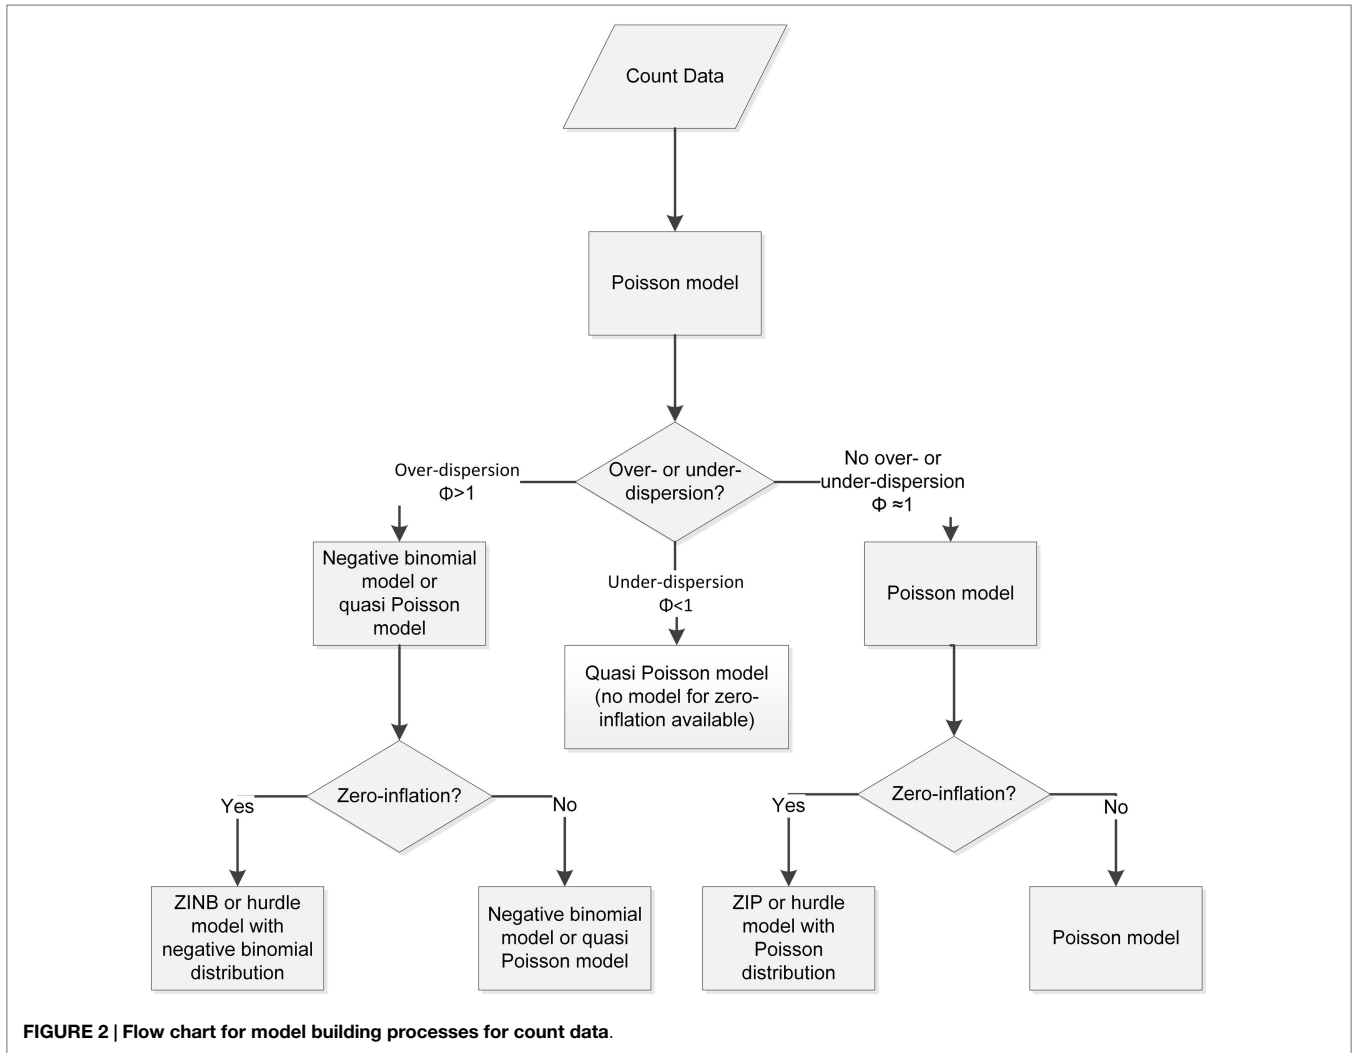 Count Data
Poisson model
Over- or under-
dispersion?
Over-dispersion
Φ>1
No over- or
under-dispersion
Φ ≈1
Under-dispersion
Φ<1
Negative binomial
model or
quasi Poisson
model
Quasi Poisson model
(no model for zero-
inflation available)
Poisson model
Zero-inflation?
Yes
No
Zero-inflation?
Yes
No
ZINB or hurdle
model with
negative binomial
distribution
Negative binomial
model or quasi
Poisson model
ZIP or hurdle
model with
Poisson
distribution
Poisson model
FIGURE 2 | Flow chart for model building processes for count data.